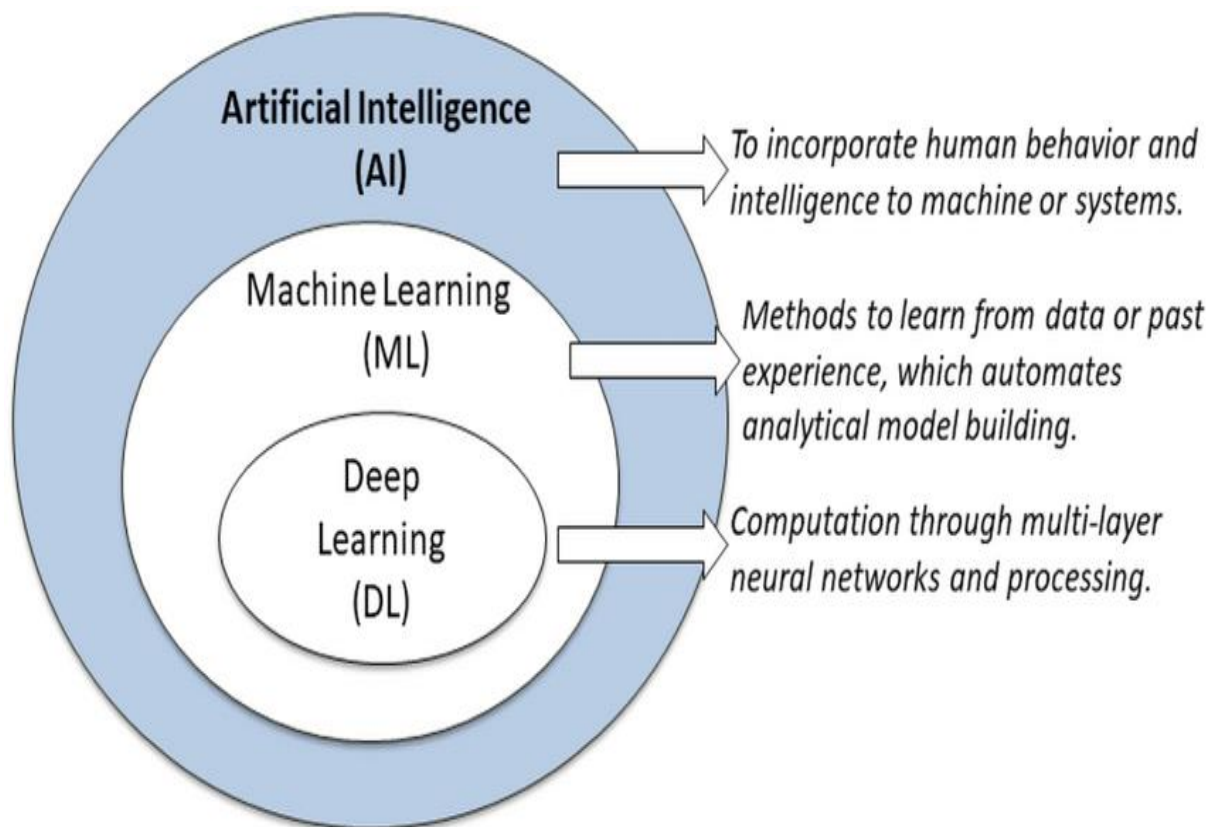 Artificial Intelligence
(AI)
To incorporate human behavior and
intelligence to machine or systems.
Machine Learning
(ML)
Methods to learn from data or past
experience, which automates
analytical model building.
Deep
Learning
(DL)
Computation through multi-layer
neural networks and processing.